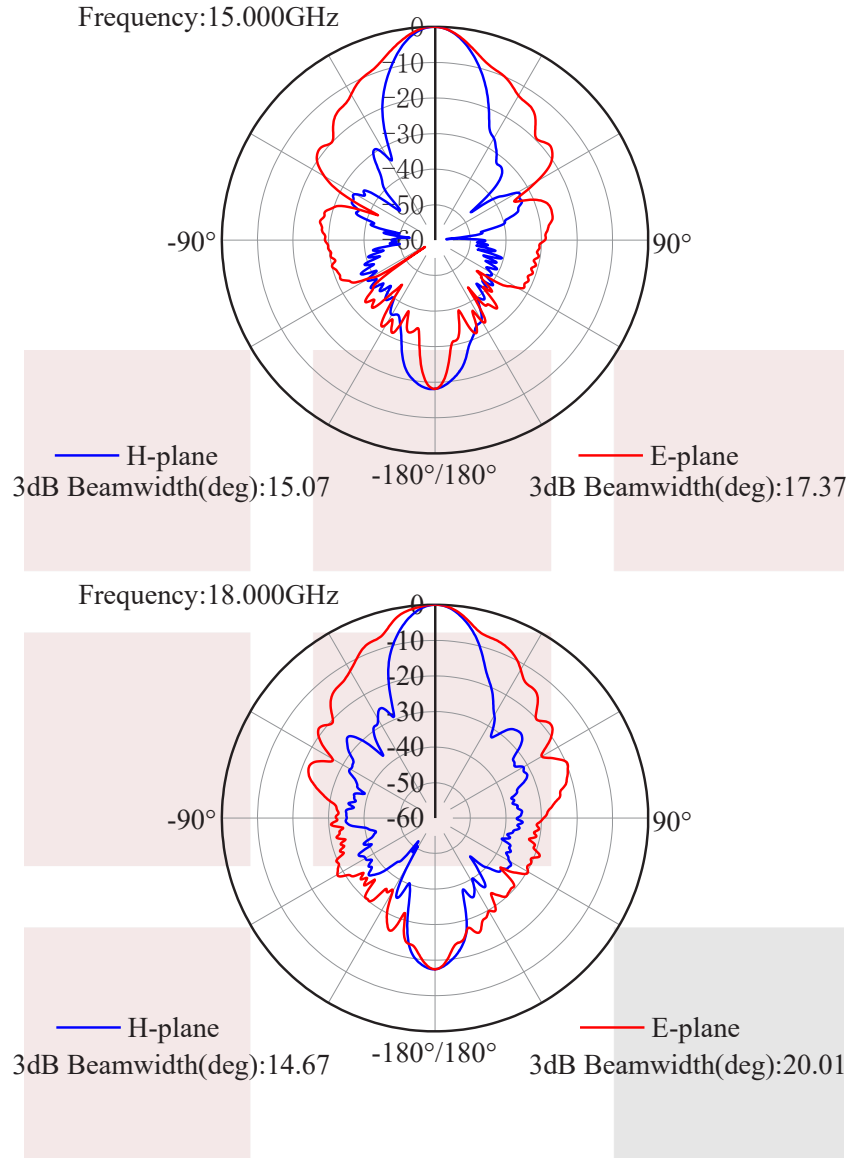 Frequency:15.000GHz
0
-10
-20
-30
-40
-50
-60
-90°
90°
-180°/180°
H-plane
3dB Beamwidth(deg):15.07
E-plane
3dB Beamwidth(deg):17.37
Frequency:18.000GHz
0
-10
-20
-30
-40
-50
-60
-90°
90°
-180°/180°
H-plane
3dB Beamwidth(deg):14.67
E-plane
3dB Beamwidth(deg):20.01